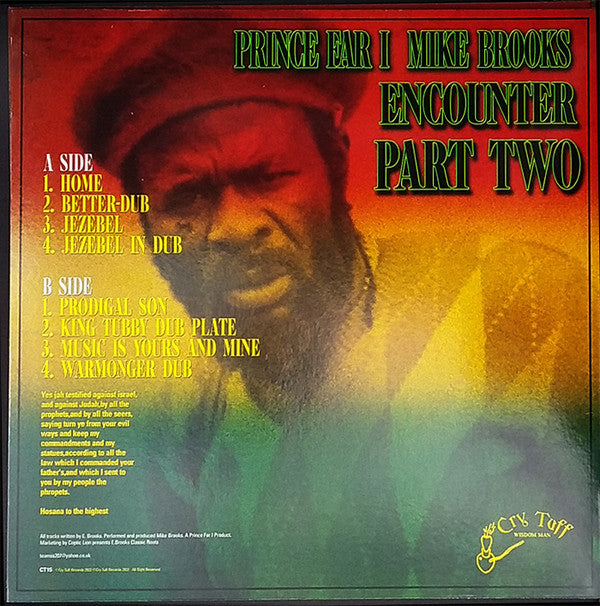 PRINCE FAR I MIKE BROOKS
ENCOUNTER
PART TWO
A SIDE
1. HOME
2. BETTER-DUB
3. JEZEBEL
4. JEZEBEL IN DUB
B SIDE
1. PRODIGAL SON
2. KING TUBBY DUB PLATE
3. MUSIC IS YOURS AND MINE
4. WARMONGER DUB
Yes jah testified against israel,
and against Judah,by all the
prophets,and by all the seers,
saying turn ye from your evil
ways and keep my
commandments and my
statues,according to all the
law which I commanded your
father's,and which I sent to
you by my people the
phropets.
Hosana to the highest
All tracks written by E. Brooks. Performed and produced Mike Brooks. A Prince Far I Product.
Marketing by Coptic Lion presents E.Brooks Classic Roots
Cry Tuff
WISDOM MAN
CT15
All Right Reserved